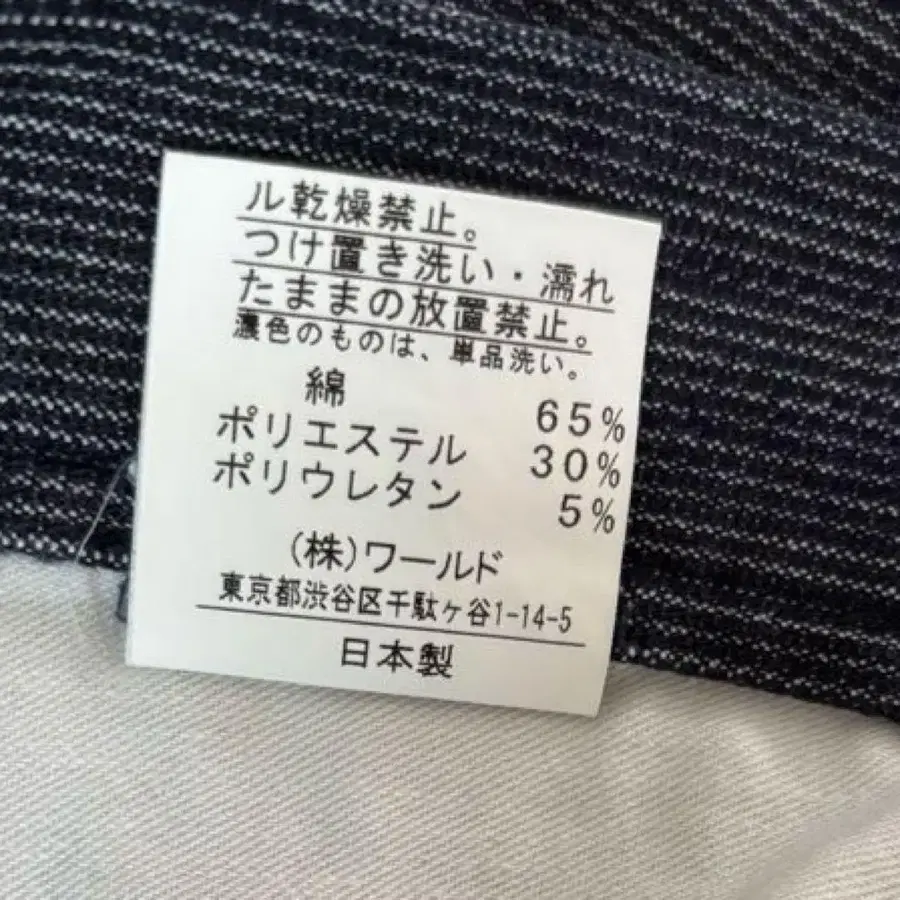 ル乾燥禁止。
つけ置き洗い・濡れ
たままの放置禁止。
濃色のものは、単品洗い。
綿 65%
ポリエステル 30%
ポリウレタン 5%
(株)ワールド
東京都渋谷区千駄ヶ谷1-14-5
日本製